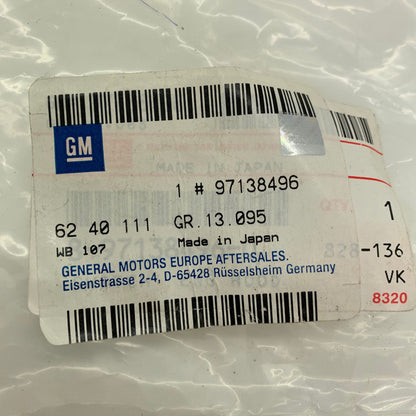 GM
MADE IN JAPAN
1 # 97138496
QTY
1
62 40 111 GR.13.095
WB 107 Made in Japan
-136
GENERAL MOTORS EUROPE AFTERSALES.
Eisenstrasse 2-4, D-65428 Rüsselsheim Germany
VK
8320